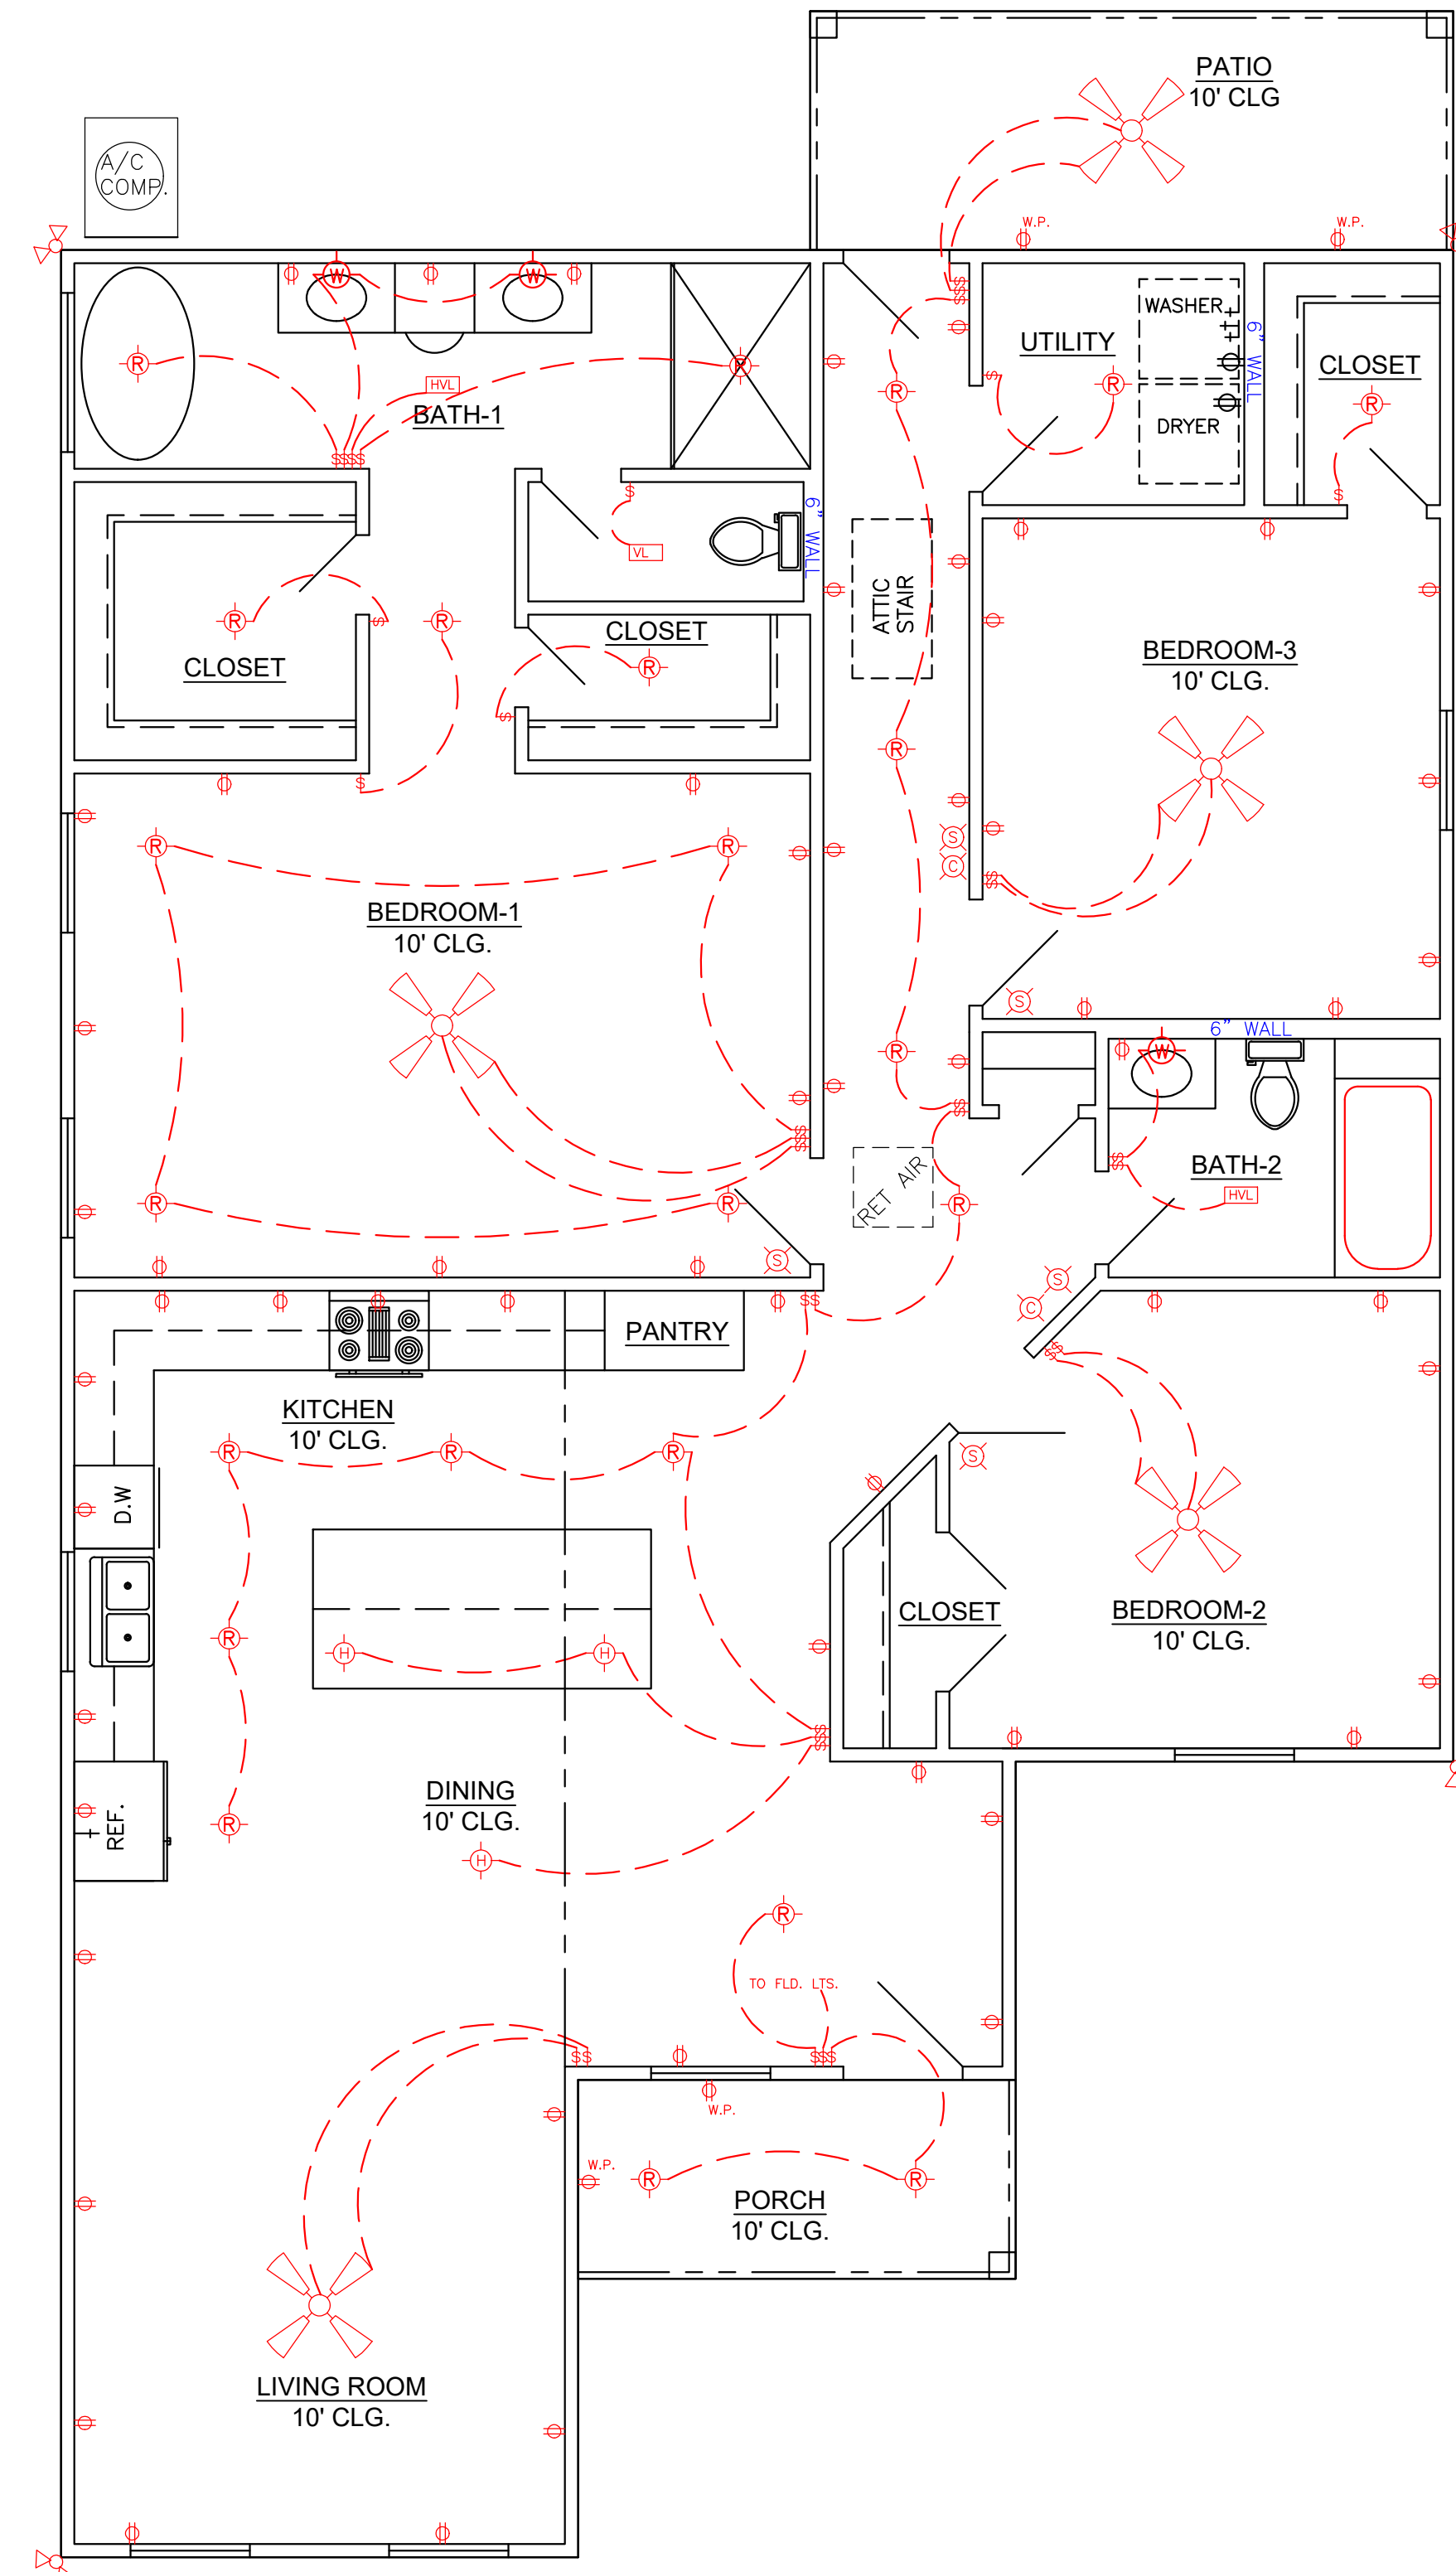 PATIO
10' CLG
A/C
COMP.
W.P.
W.P.
W
W
$
$
$
WASHER
6" WALL
UTILITY
CLOSET
R
R
HVL
$
R
R
R
BATH-1
DRYER
$$$$
$
$
6" WALL
VL
ATTIC
STAIR
R
$
R
CLOSET
BEDROOM-3
10' CLG.
CLOSET
R
$
R
$
S
R
R
C
$
$
BEDROOM-1
10' CLG.
S
6" WALL
R
W
$
$
$
$
$
$
$
BATH-2
RET AIR
HVL
R
R
R
S
S
C
$$
PANTRY
$$
KITCHEN
10' CLG.
R
R
R
S
D.W
CLOSET
BEDROOM-2
10' CLG.
R
H
H
$
$
$
DINING
10' CLG.
REF.
R
H
R
TO FLD. LTS.
$$
$$$
W.P.
W.P.
R
R
PORCH
10' CLG.
LIVING ROOM
10' CLG.